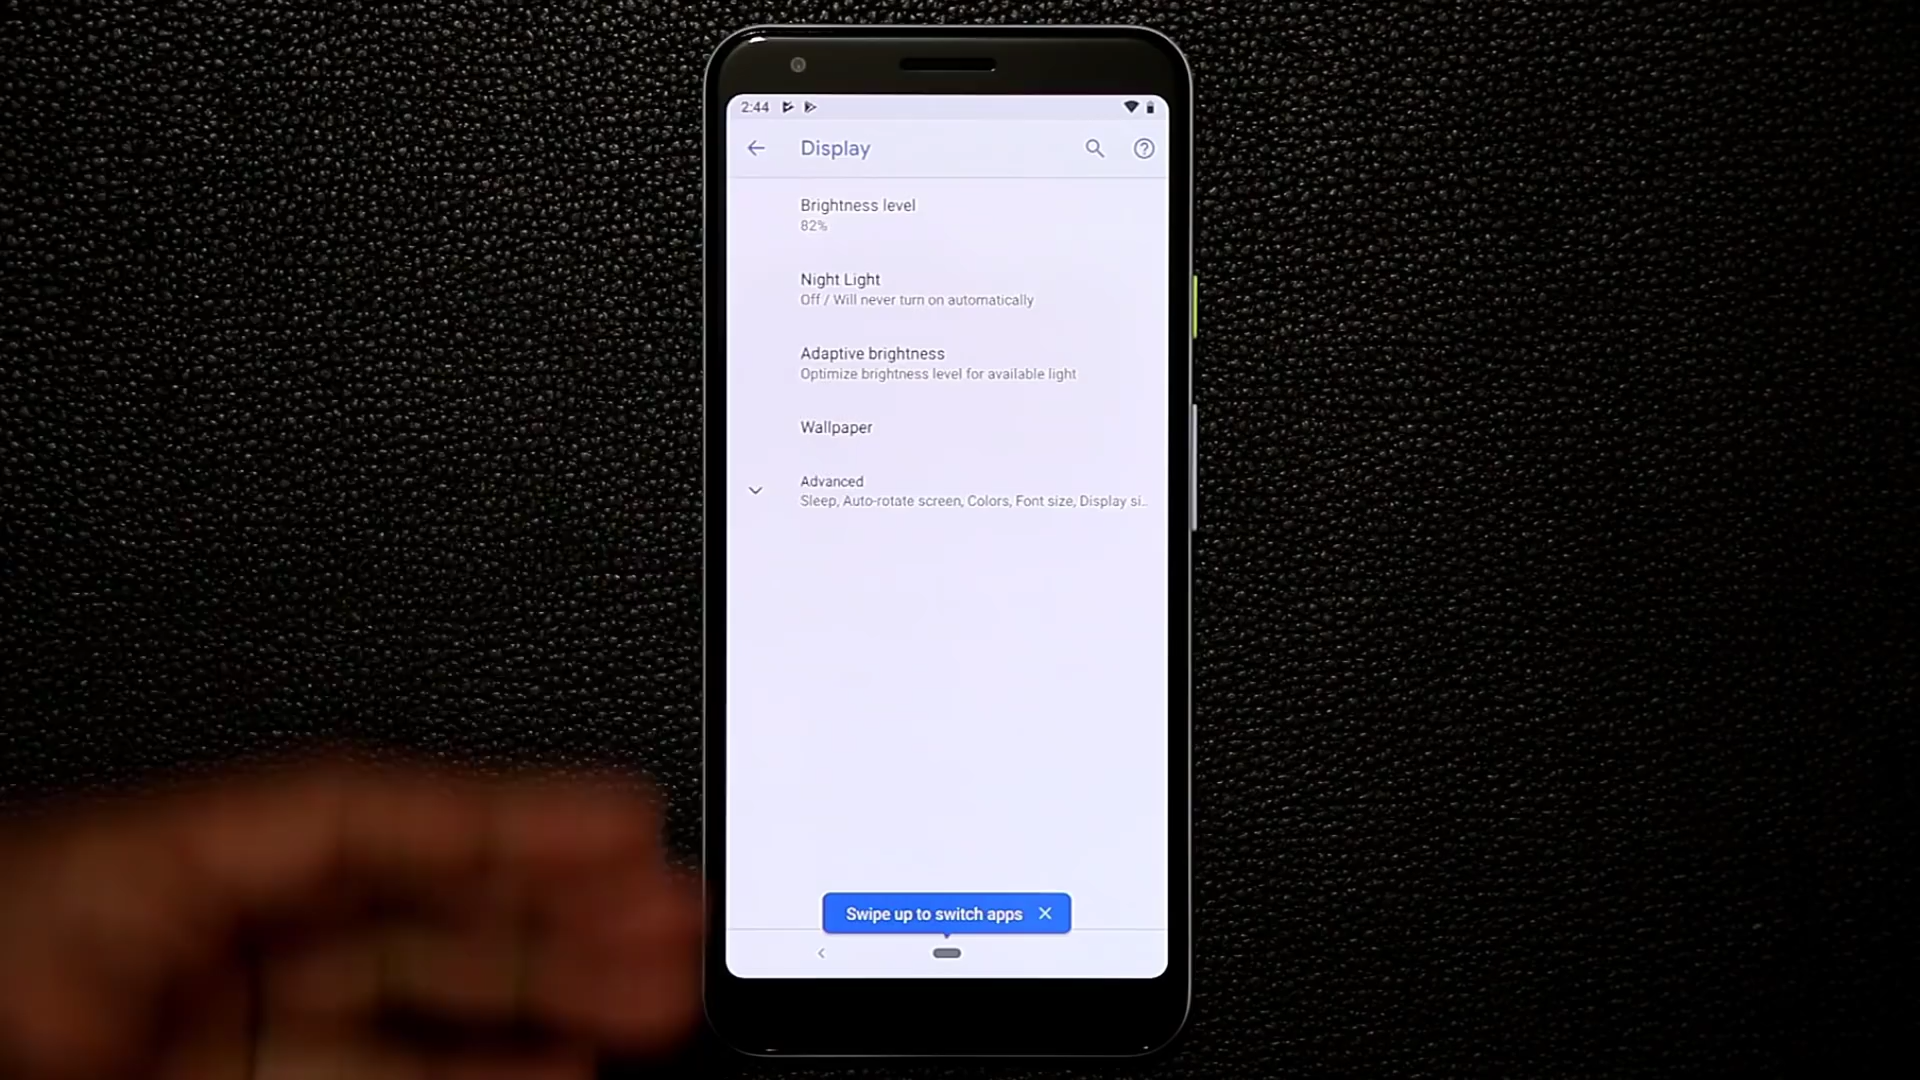 2:44
Display
Brightness level
82%
Night Light
Off / Will never turn on automatically
Adaptive brightness
Optimize brightness level for available light
Wallpaper
Advanced
Sleep, Auto-rotate screen, Colors, Font size, Display si..
Swipe up to switch apps